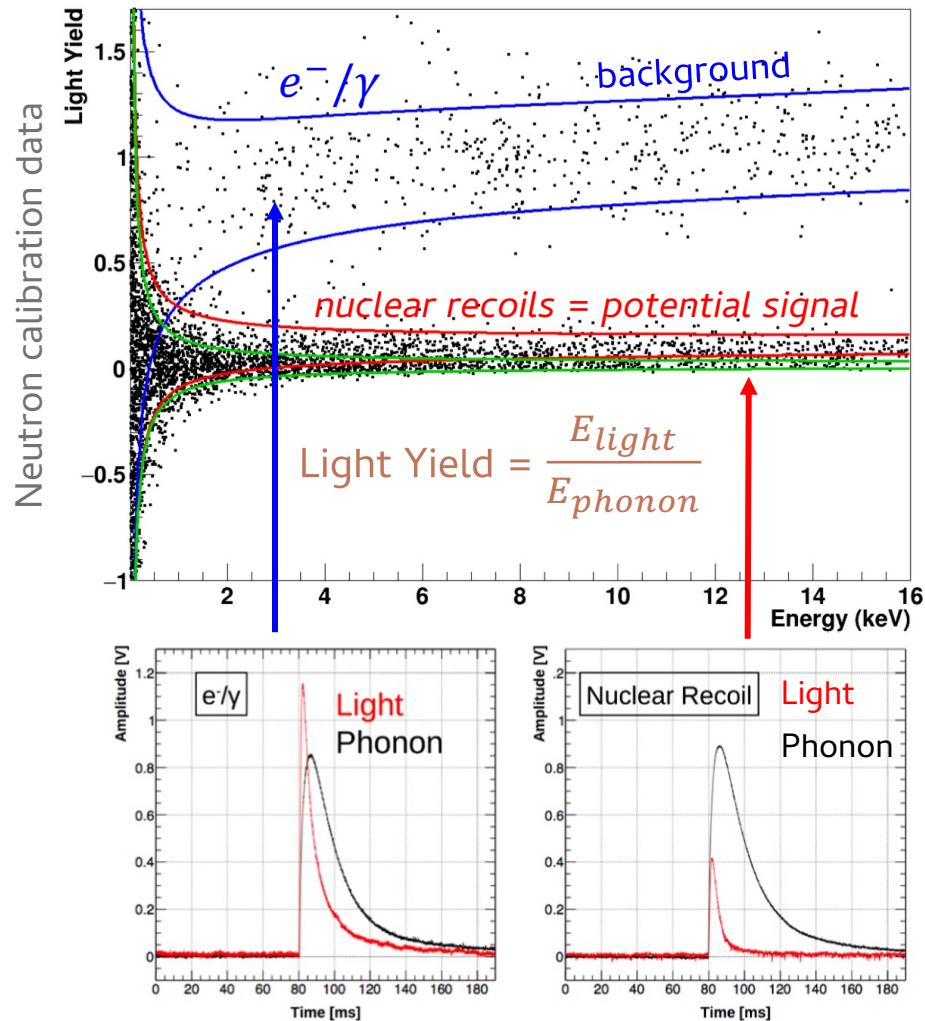 Neutron calibration data
Light Yield
1.5
1
0.5
0
−0.5
−1
e⁻/γ
background
nuclear recoils = potential signal
Light Yield = E_light / E_phonon
2 4 6 8 10 12 14 16
Energy (keV)
Amplitude [V]
1.2
1
0.8
0.6
0.4
0.2
0
e⁻/γ
Light
Phonon
0 20 40 60 80 100 120 140 160 180
Time [ms]
Amplitude [V]
1.2
1
0.8
0.6
0.4
0.2
0
Nuclear Recoil
Light
Phonon
0 20 40 60 80 100 120 140 160 180
Time [ms]